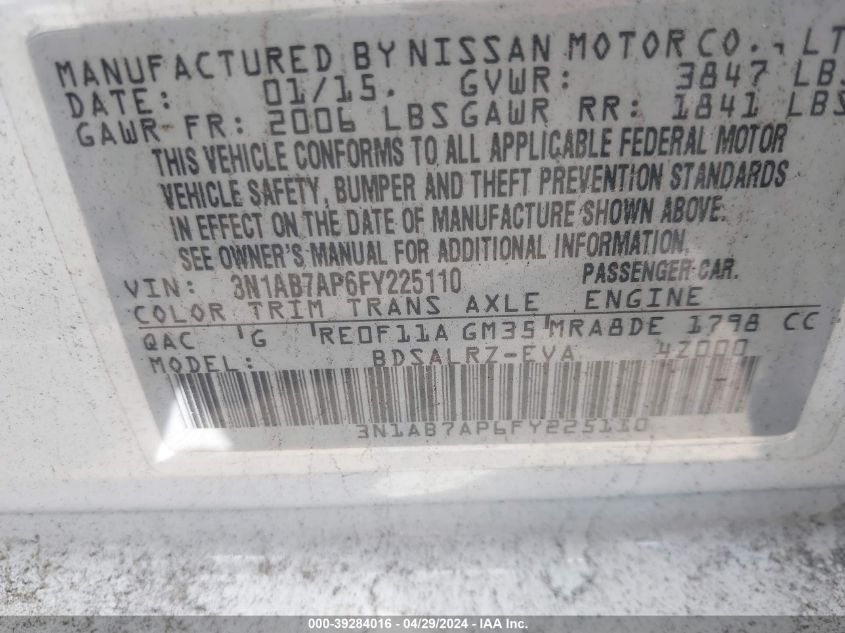 MANUFACTURED BY NISSAN MOTOR CO., LT
DATE: 01/15. GVWR: 3847 LBS
GAWR FR: 2006 LBS GAWR RR: 1841 LBS
THIS VEHICLE CONFORMS TO ALL APPLICABLE FEDERAL MOTOR
VEHICLE SAFETY, BUMPER AND THEFT PREVENTION STANDARDS
IN EFFECT ON THE DATE OF MANUFACTURE SHOWN ABOVE.
SEE OWNER'S MANUAL FOR ADDITIONAL INFORMATION.
VIN: 3N1AB7AP6FY225110 PASSENGER CAR.
COLOR TRIM TRANS AXLE ENGINE
QAC G RE0F11A GM35 MRA8DE 1798 CC
MODEL: BDSALRZ-EVA 4Z000
3N1AB7AP6FY225110
000-39284016 - 04/29/2024 - Copyright © 2024 IAA, Inc.